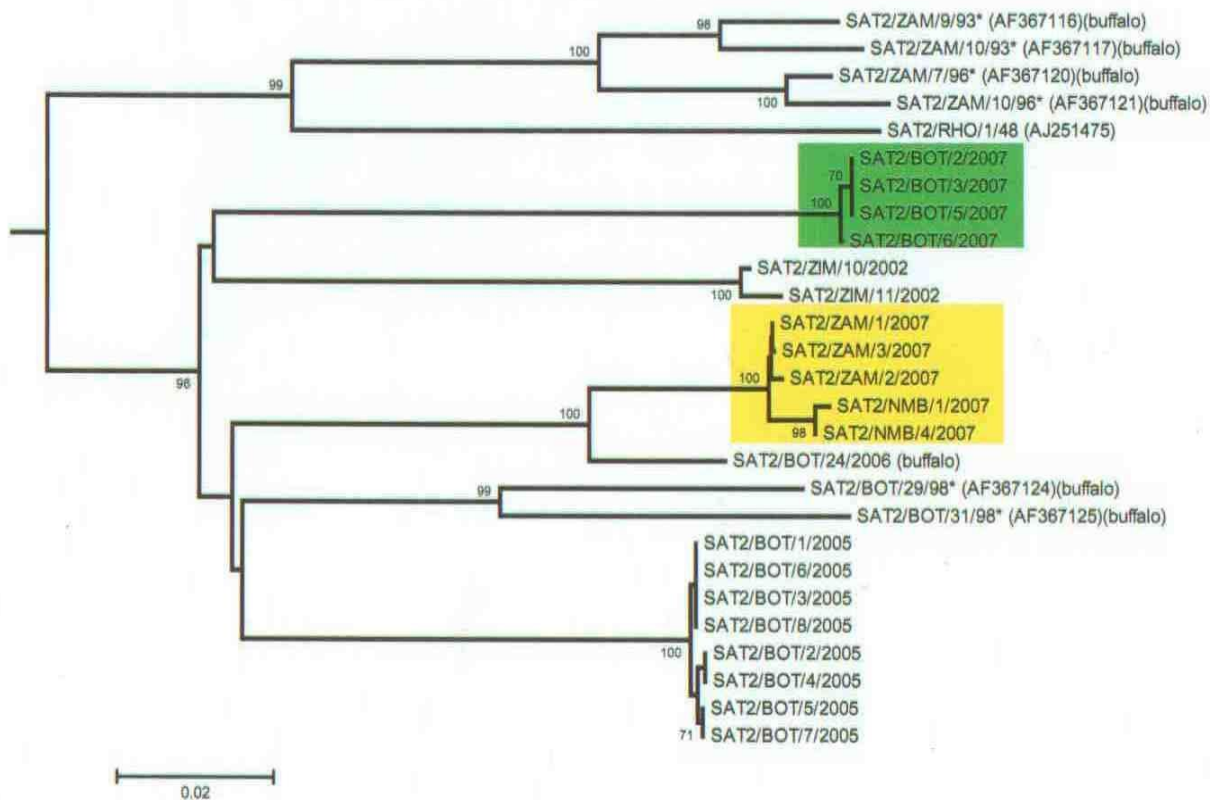 98
SAT2/ZAM/9/93* (AF367116)(buffalo)
100
SAT2/ZAM/10/93* (AF367117)(buffalo)
SAT2/ZAM/7/96* (AF367120)(buffalo)
99
100
SAT2/ZAM/10/96* (AF367121)(buffalo)
SAT2/RHO/1/48 (AJ251475)
SAT2/BOT/2/2007
70
SAT2/BOT/3/2007
100
SAT2/BOT/5/2007
SAT2/BOT/6/2007
SAT2/ZIM/10/2002
100
SAT2/ZIM/11/2002
SAT2/ZAM/1/2007
SAT2/ZAM/3/2007
96
100
SAT2/ZAM/2/2007
100
SAT2/NMB/1/2007
98
SAT2/NMB/4/2007
SAT2/BOT/24/2006 (buffalo)
99
SAT2/BOT/29/98* (AF367124)(buffalo)
SAT2/BOT/31/98* (AF367125)(buffalo)
SAT2/BOT/1/2005
SAT2/BOT/6/2005
SAT2/BOT/3/2005
SAT2/BOT/8/2005
100
SAT2/BOT/2/2005
SAT2/BOT/4/2005
SAT2/BOT/5/2005
71
SAT2/BOT/7/2005
0.02